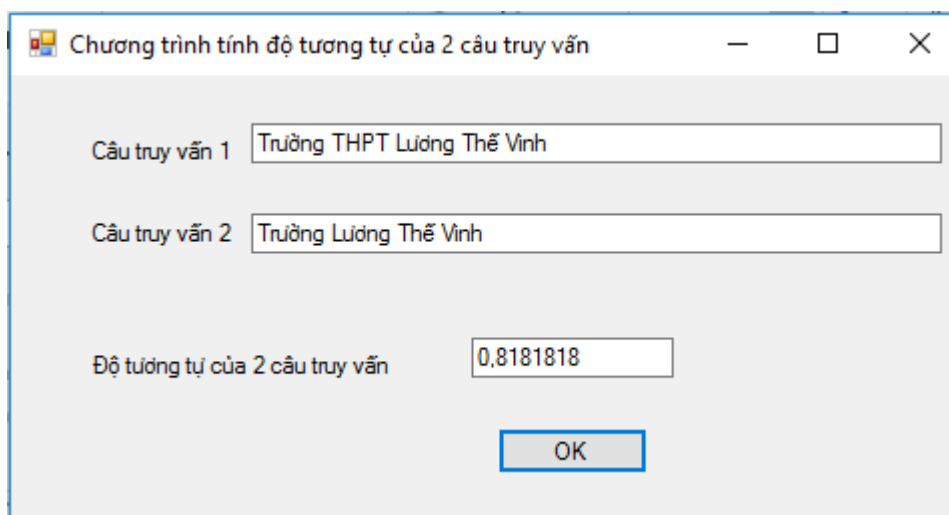 Chương trình tính độ tương tự của 2 câu truy vấn
Câu truy vấn 1 Trường THPT Lương Thế Vinh
Câu truy vấn 2 Trường Lương Thế Vinh
Độ tương tự của 2 câu truy vấn 0,8181818
OK